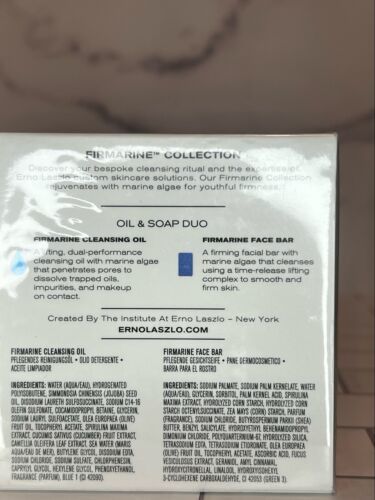 FIRMARINE™ COLLECTION
Discover your bespoke cleansing ritual and the expertise of
Erno Laszlo custom skincare solutions. Our Firmarine Collection
rejuvenates with marine algae for youthful firmness.
OIL & SOAP DUO
FIRMARINE CLEANSING OIL
A lifting, dual-performance
cleansing oil with marine algae
that penetrates pores to
dissolve trapped oils,
impurities, and makeup
on contact.
FIRMARINE FACE BAR
A firming facial bar with
marine algae that cleanses
using a time-release lifting
complex to smooth and
firm skin.
Created By The Institute At Erno Laszlo – New York
ERNOLASZLO.COM
FIRMARINE CLEANSING OIL
PFLEGENDES REINIGUNGSÖL • OLIO DETERGENTE •
ACEITE LIMPIADOR
INGREDIENTS: WATER (AQUA/EAU), HYDROGENATED
POLYISOBUTENE, SIMMONDSIA CHINENSIS (JOJOBA) SEED
OIL, DISODIUM LAURETH SULFOSUCCINATE, SODIUM C14-16
OLEFIN SULFONATE, COCAMIDOPROPYL BETAINE, GLYCERIN,
SODIUM LAURYL SULFOACETATE, OLEA EUROPAEA (OLIVE)
FRUIT OIL, TOCOPHERYL ACETATE, SPIRULINA MAXIMA
EXTRACT, CUCUMIS SATIVUS (CUCUMBER) FRUIT EXTRACT,
CAMELLIA OLEIFERA LEAF EXTRACT, SEA WATER (MARIS
AQUA/EAU DE MER), BUTYLENE GLYCOL, DISODIUM EDTA,
SODIUM SULFATE, SODIUM CHLORIDE, CHLORPHENESIN,
CAPRYLYL GLYCOL, HEXYLENE GLYCOL, PHENOXYETHANOL,
FRAGRANCE (PARFUM), BLUE 1 (CI 42090).
FIRMARINE FACE BAR
PFLEGENDE GESICHTSEIFE • PANE DERMOCOSMETICO •
BARRA PARA EL ROSTRO
INGREDIENTS: SODIUM PALMATE, SODIUM PALM KERNELATE, WATER
(AQUA/EAU), GLYCERIN, SORBITOL, PALM KERNEL ACID, SPIRULINA
MAXIMA EXTRACT, HYDROLYZED CORN STARCH, HYDROLYZED CORN
STARCH OCTENYLSUCCINATE, ZEA MAYS (CORN) STARCH, PARFUM
(FRAGRANCE), SODIUM CHLORIDE, BUTYROSPERMUM PARKII (SHEA)
BUTTER, BENZYL SALICYLATE, HYDROXYETHYL BEHENAMIDOPROPYL
DIMONIUM CHLORIDE, POLYQUATERNIUM-67, HYDROLYZED SILICA,
TETRASODIUM EDTA, TETRASODIUM ETIDRONATE, OLEA EUROPAEA
(OLIVE) FRUIT OIL, TOCOPHERYL ACETATE, ASCORBIC ACID, FUCUS
VESICULOSUS EXTRACT, GERANIOL, AMYL CINNAMAL,
HYDROXYCITRONELLAL, LINALOOL, HYDROXYISOHEXYL
3-CYCLOHEXENE CARBOXALDEHYDE, CI 42053 (GREEN 3).